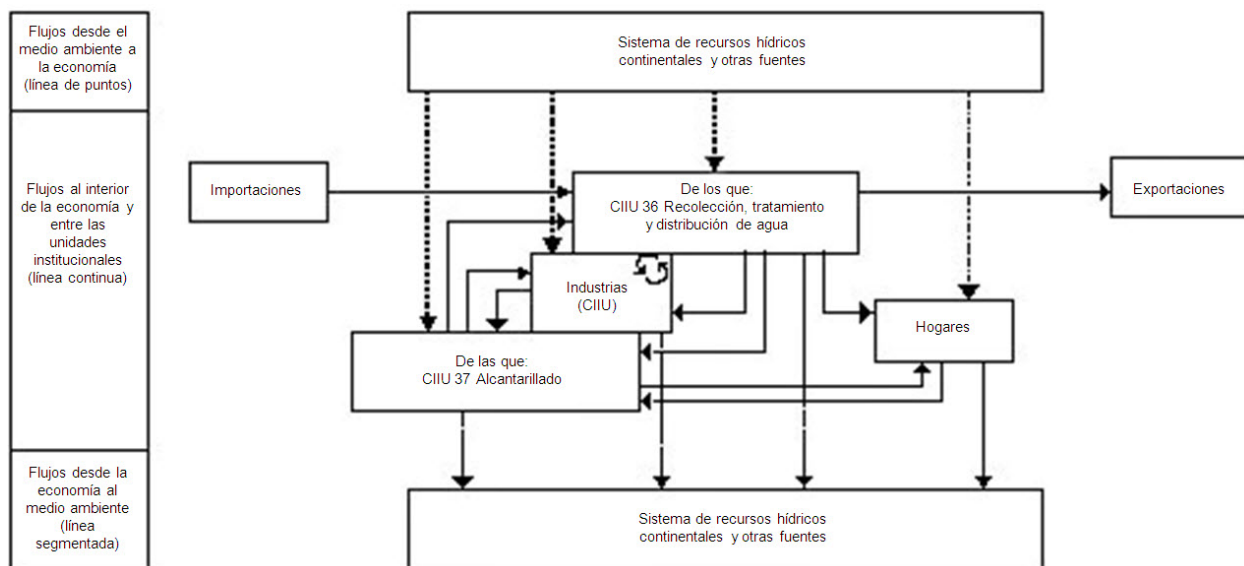 Flujos desde el
medio ambiente a
la economía
(línea de puntos)
Sistema de recursos hídricos
continentales y otras fuentes
Flujos al interior
de la economía y
entre las
unidades
institucionales
(línea continua)
Importaciones
De los que:
CIIU 36 Recolección, tratamiento
y distribución de agua
Exportaciones
Industrias
(CIIU)
Hogares
De las que:
CIIU 37 Alcantarillado
Flujos desde la
economía al
medio ambiente
(línea
segmentada)
Sistema de recursos hídricos
continentales y otras fuentes